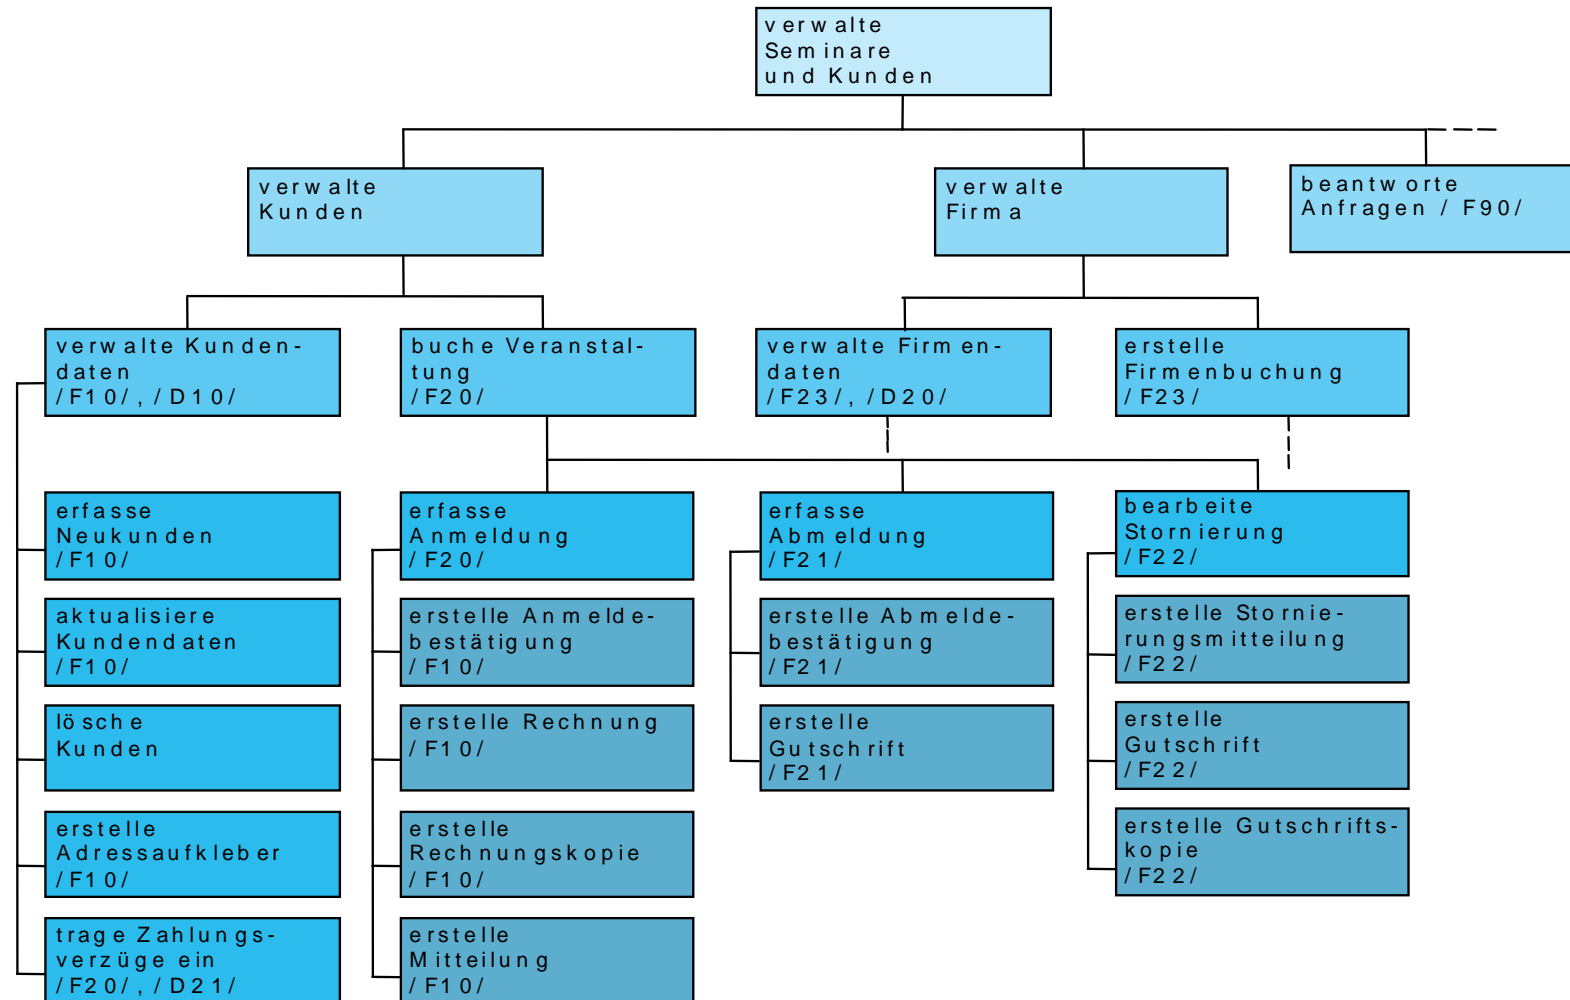 verwalte
Seminare
und Kunden
verwalte
Kunden
verwalte
Firma
beantworte
Anfragen / F90/
verwalte Kunden-
daten
/F10/, /D10/
buche Veranstal-
tung
/F20/
verwalte Firmen-
daten
/F23/, /D20/
erstelle
Firmenbuchung
/F23/
erfasse
Neukunden
/F10/
erfasse
Anmeldung
/F20/
erfasse
Abmeldung
/F21/
bearbeite
Stornierung
/F22/
aktualisiere
Kundendaten
/F10/
erstelle Anmelde-
bestätigung
/F10/
erstelle Abmelde-
bestätigung
/F21/
erstelle Stornie-
rungsmitteilung
/F22/
lösche
Kunden
erstelle Rechnung
/F10/
erstelle
Gutschrift
/F21/
erstelle
Gutschrift
/F22/
erstelle
Adressaufkleber
/F10/
erstelle
Rechnungskopie
/F10/
erstelle Gutschrifts-
kopie
/F22/
trage Zahlungs-
verzüge ein
/F20/, /D21/
erstelle
Mitteilung
/F10/